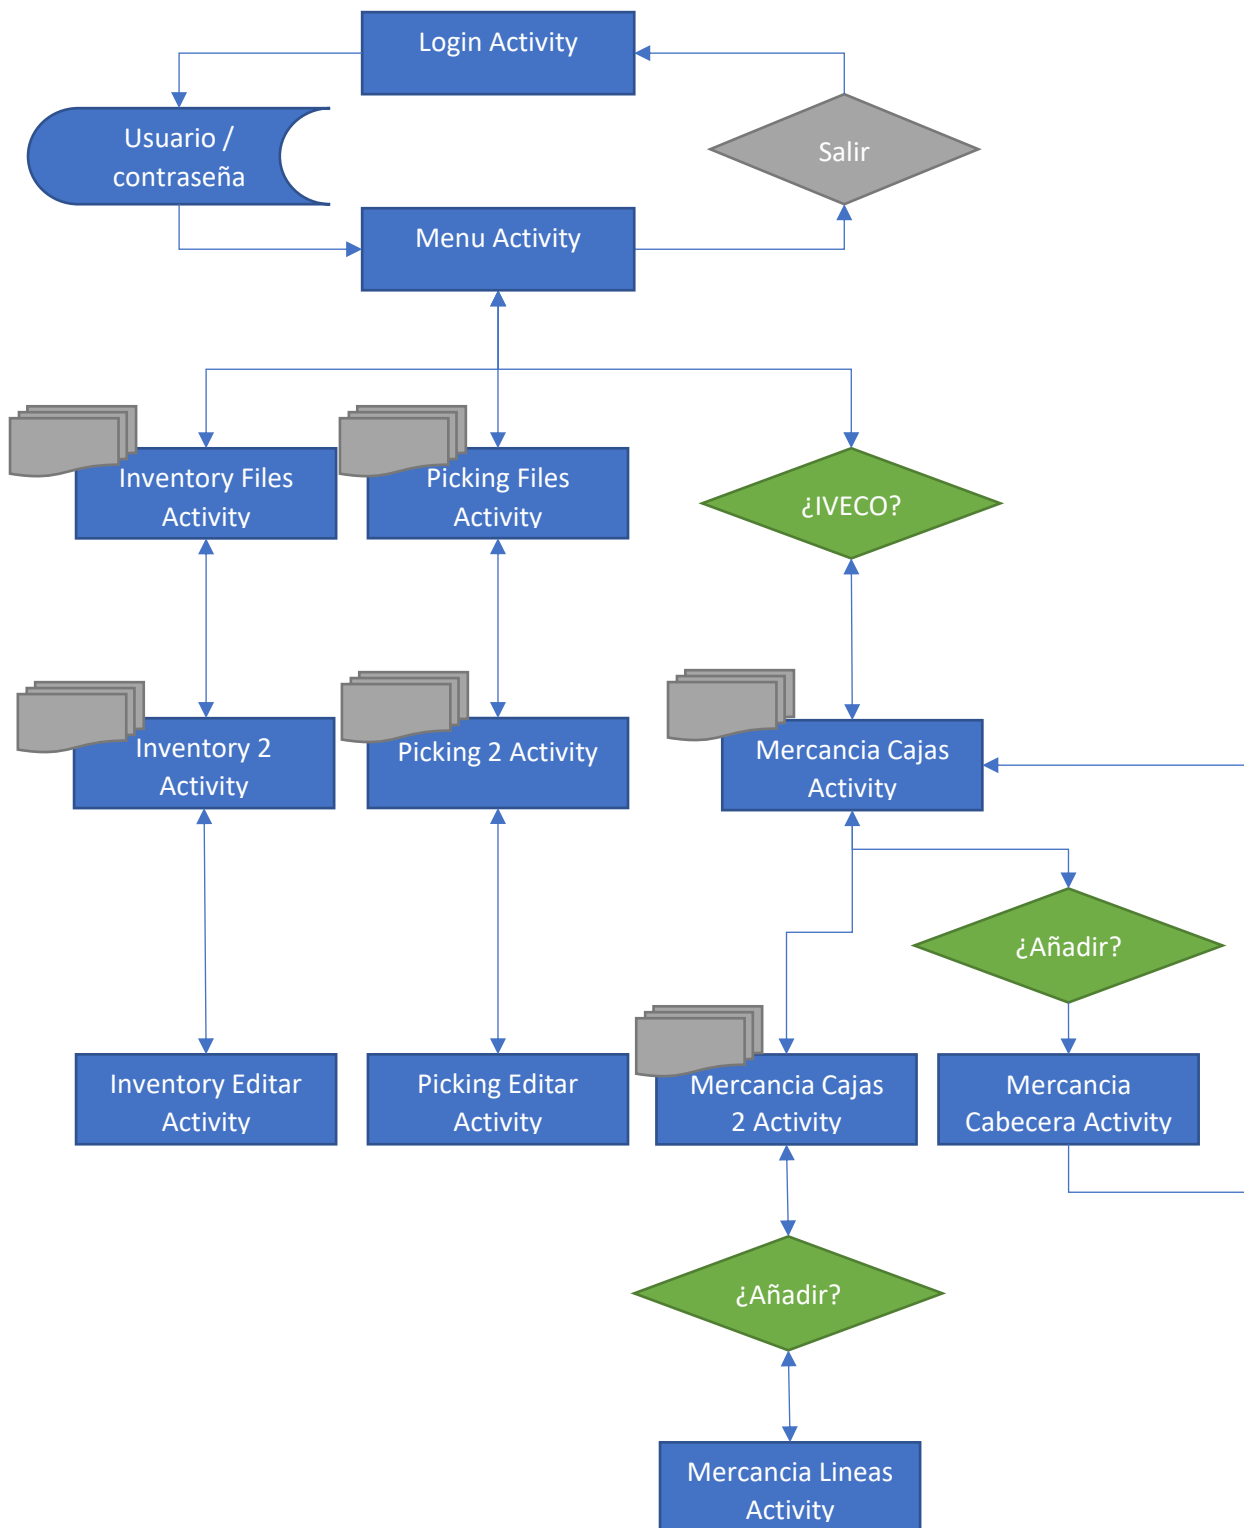 Login Activity
Usuario /
contraseña
Salir
Menu Activity
Inventory Files
Activity
Picking Files
Activity
¿IVECO?
Inventory 2
Activity
Picking 2 Activity
Mercancia Cajas
Activity
¿Añadir?
Inventory Editar
Activity
Picking Editar
Activity
Mercancia Cajas
2 Activity
Mercancia
Cabecera Activity
¿Añadir?
Mercancia Lineas
Activity